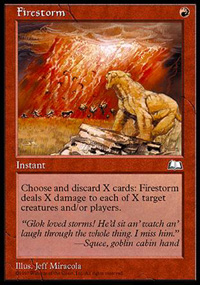 Firestorm
Instant
Choose and discard X cards: Firestorm
deals X damage to each of X target
creatures and/or players.
"Glok loved storms! He'd sit an' watch an'
laugh through the whole thing. I miss him."
—Squee, goblin cabin hand
Illus. Jeff Miracola